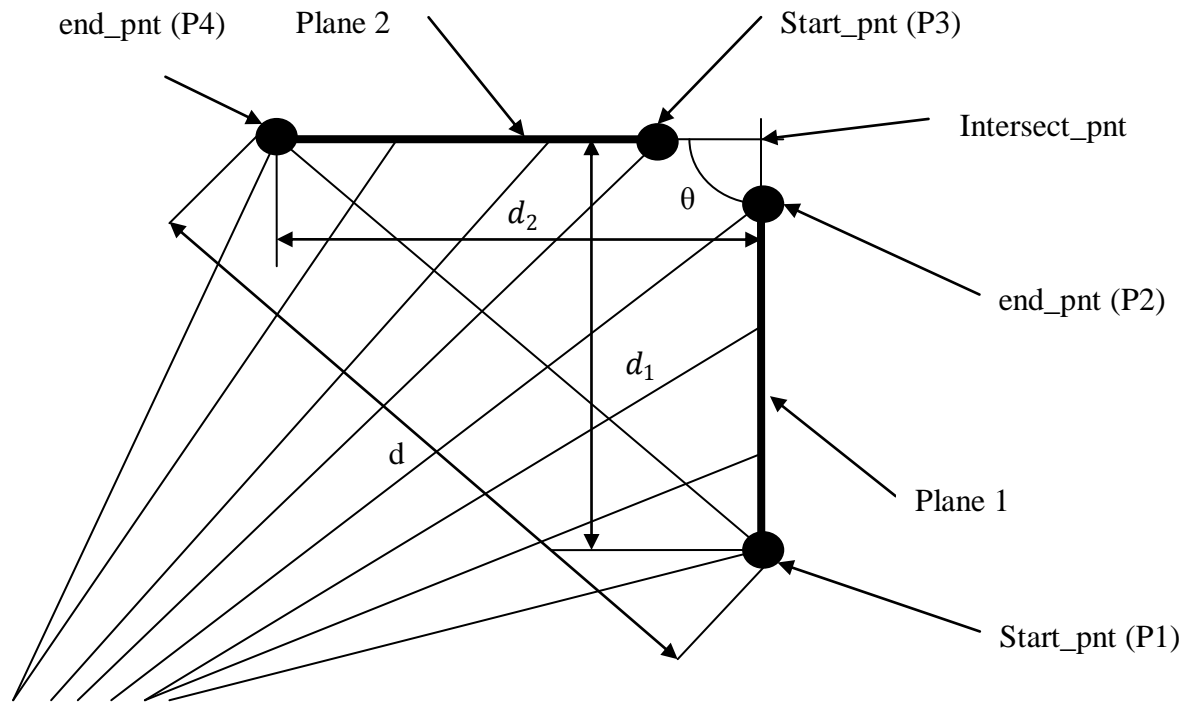 end_pnt (P4)
Plane 2
Start_pnt (P3)
Intersect_pnt
θ
d₂
end_pnt (P2)
d₁
d
Plane 1
Start_pnt (P1)